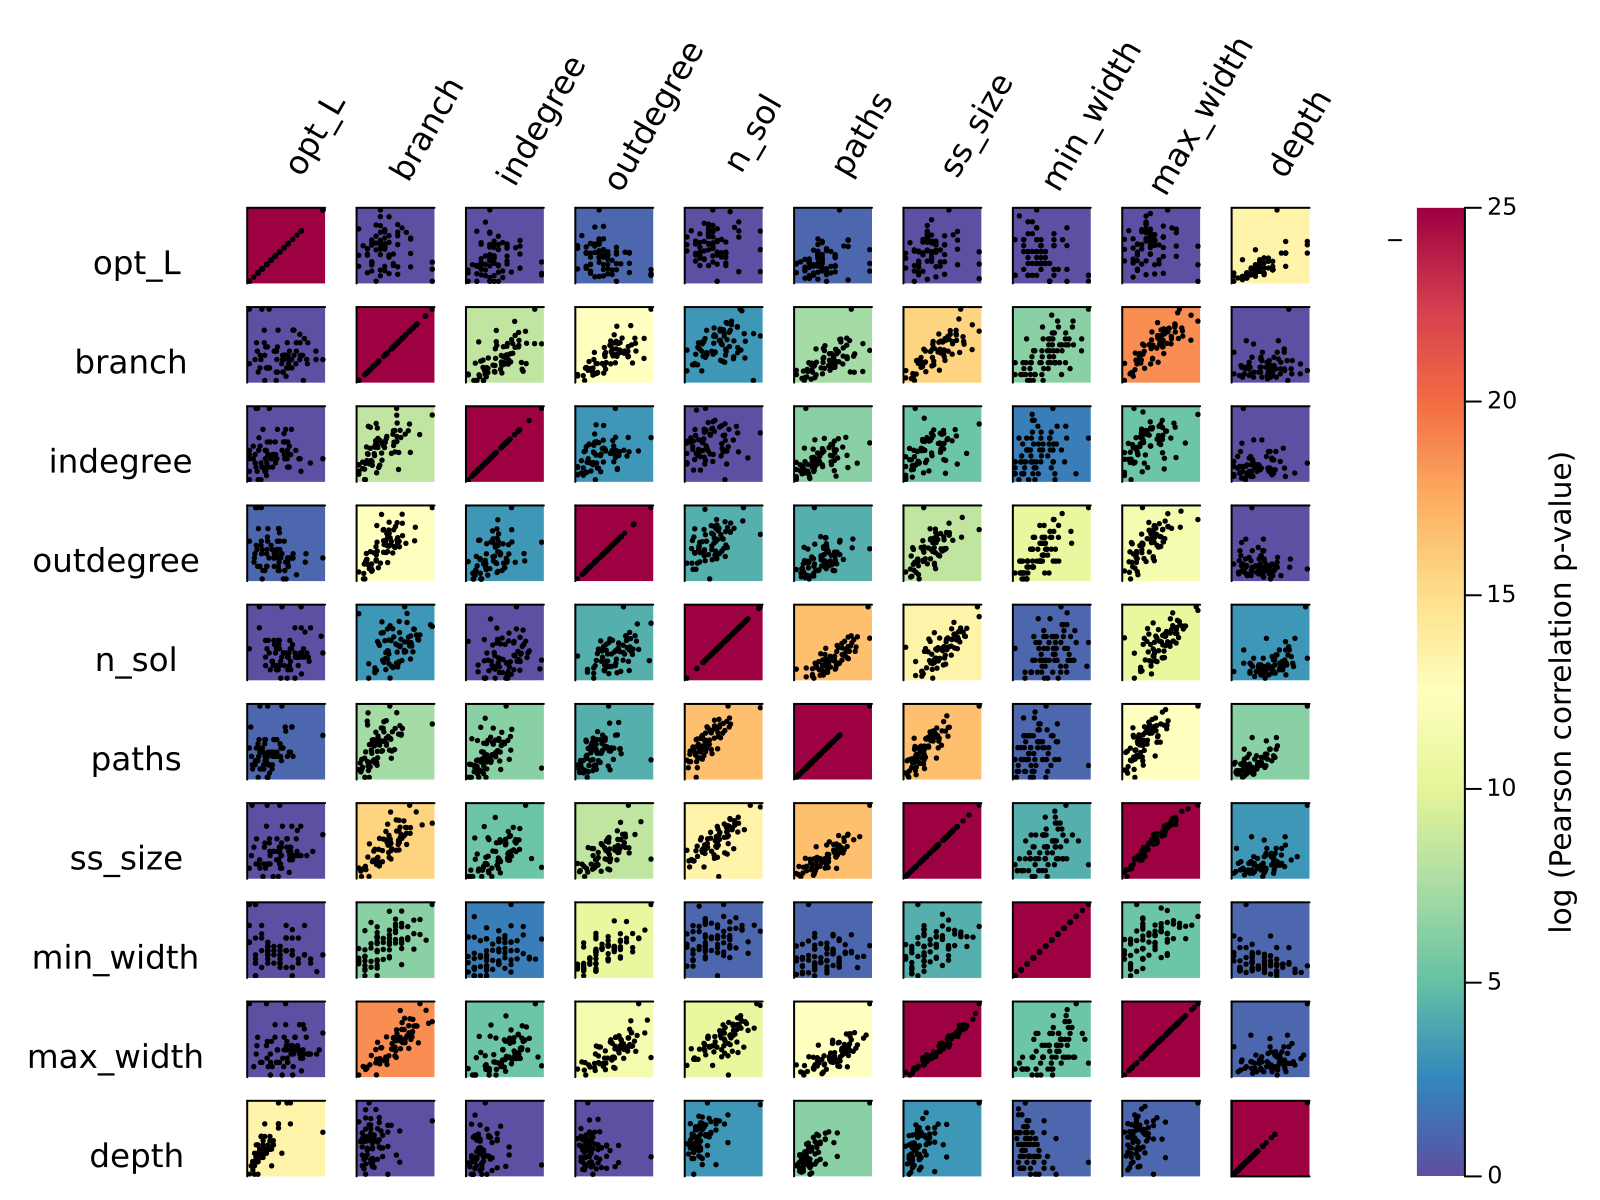 opt_L
branch
indegree
outdegree
n_sol
paths
ss_size
min_width
max_width
depth
opt_L
branch
indegree
outdegree
n_sol
paths
ss_size
min_width
max_width
depth
25
20
15
10
5
0
– log (Pearson correlation p-value)